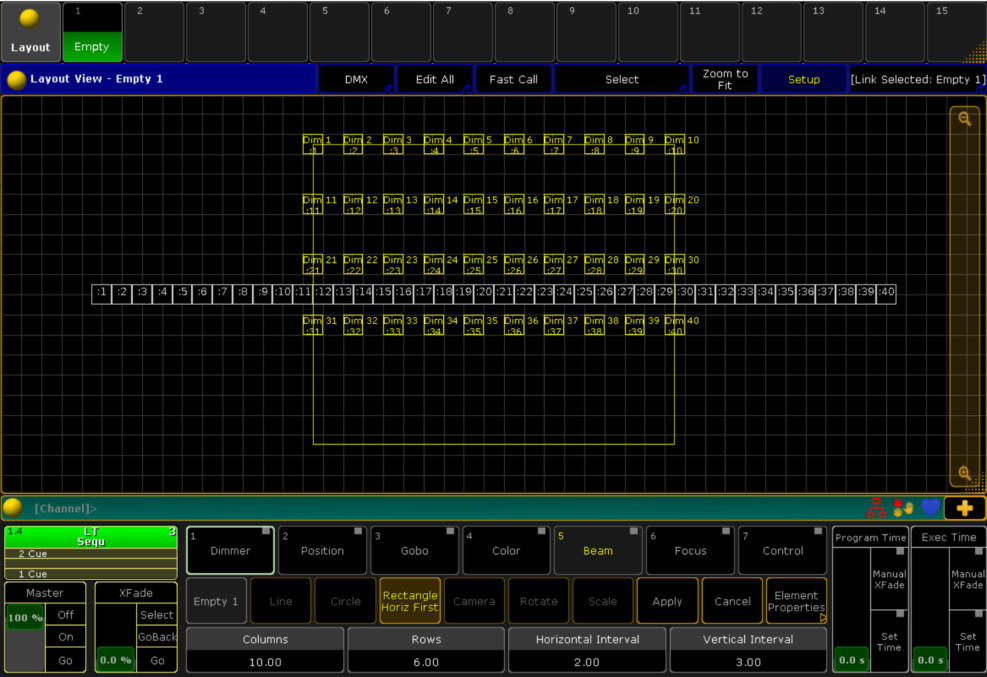 1 2 3 4 5 6 7 8 9 10 11 12 13 14 15
Layout Empty
Layout View - Empty 1 DMX Edit All Fast Call Select Zoom to Fit Setup [Link Selected: Empty 1]
Dim 1 Dim 2 Dim 3 Dim 4 Dim 5 Dim 6 Dim 7 Dim 8 Dim 9 Dim 10
:1 :2 :3 :4 :5 :6 :7 :8 :9 :10
Dim 11 Dim 12 Dim 13 Dim 14 Dim 15 Dim 16 Dim 17 Dim 18 Dim 19 Dim 20
:11 :12 :13 :14 :15 :16 :17 :18 :19 :20
Dim 21 Dim 22 Dim 23 Dim 24 Dim 25 Dim 26 Dim 27 Dim 28 Dim 29 Dim 30
:21 :22 :23 :24 :25 :26 :27 :28 :29 :30
:1 :2 :3 :4 :5 :6 :7 :8 :9 :10 :11 :12 :13 :14 :15 :16 :17 :18 :19 :20 :21 :22 :23 :24 :25 :26 :27 :28 :29 :30 :31 :32 :33 :34 :35 :36 :37 :38 :39 :40
Dim 31 Dim 32 Dim 33 Dim 34 Dim 35 Dim 36 Dim 37 Dim 38 Dim 39 Dim 40
:31 :32 :33 :34 :35 :36 :37 :38 :39 :40
[Channel]>
1.4 LT 3
Sequ
2 Cue
1 Cue
1 Dimmer 2 Position 3 Gobo 4 Color 5 Beam 6 Focus 7 Control
Program Time Exec Time
Manual XFade Manual XFade
Master XFade
100 % Off Select
On GoBack
Go 0.0 % Go
Empty 1 Line Circle Rectangle Horiz First Camera Rotate Scale Apply Cancel Element Properties
Columns Rows Horizontal Interval Vertical Interval
10.00 6.00 2.00 3.00
Set Time Set Time
0.0 s 0.0 s